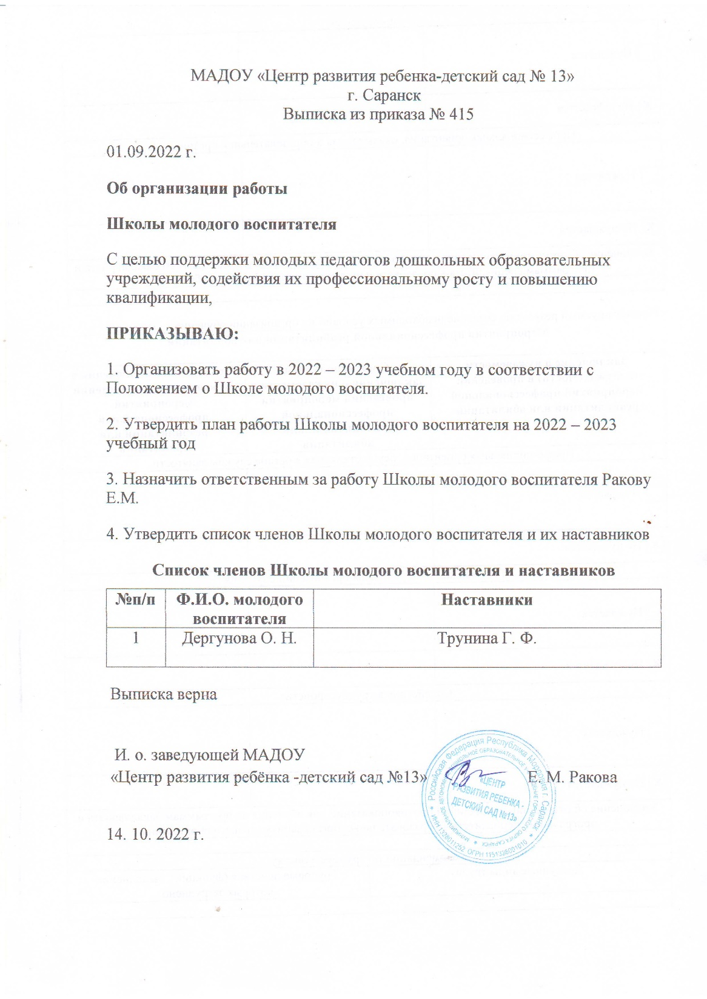 МАДОУ «Центр развития ребенка-детский сад № 13»
г. Саранск
Выписка из приказа № 415
01.09.2022 г.
Об организации работы
Школы молодого воспитателя
С целью поддержки молодых педагогов дошкольных образовательных
учреждений, содействия их профессиональному росту и повышению
квалификации,
ПРИКАЗЫВАЮ:
1. Организовать работу в 2022 – 2023 учебном году в соответствии с
Положением о Школе молодого воспитателя.
2. Утвердить план работы Школы молодого воспитателя на 2022 – 2023
учебный год
3. Назначить ответственным за работу Школы молодого воспитателя Ракову
Е.М.
4. Утвердить список членов Школы молодого воспитателя и их наставников
Список членов Школы молодого воспитателя и наставников
№п/п Ф.И.О. молодого Наставники
воспитателя
1 Дергунова О. Н. Трунина Г. Ф.
Выписка верна
И. о. заведующей МАДОУ
«Центр развития ребёнка -детский сад №13» Е. М. Ракова
Российская Федерация Республика Мордовия г. Саранск
ИНН 1328011252 ОГРН 1151328001010
«ЦЕНТР
РАЗВИТИЯ РЕБЕНКА -
ДЕТСКИЙ САД №13»
14. 10. 2022 г.